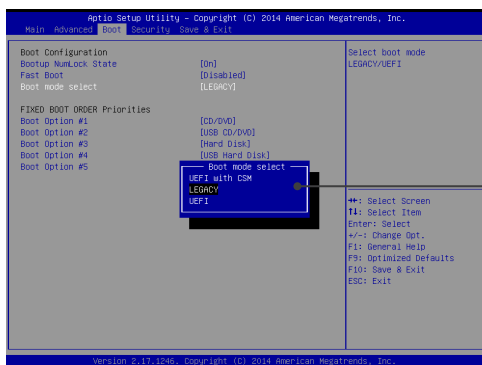 Aptio Setup Utility – Copyright (C) 2014 American Megatrends, Inc.
Main Advanced Boot Security Save & Exit
Boot Configuration
Bootup NumLock State [On]
Fast Boot [Disabled]
Boot mode select [LEGACY]
FIXED BOOT ORDER Priorities
Boot Option #1 [CD/DVD]
Boot Option #2 [USB CD/DVD]
Boot Option #3 [Hard Disk]
Boot Option #4 [USB Hard Disk]
Boot Option #5
Boot mode select
UEFI with CSM
LEGACY
UEFI
Select boot mode
LEGACY/UEFI
→←: Select Screen
↑↓: Select Item
Enter: Select
+/-: Change Opt.
F1: General Help
F9: Optimized Defaults
F10: Save & Exit
ESC: Exit
Version 2.17.1246. Copyright (C) 2014 American Megatrends, Inc.